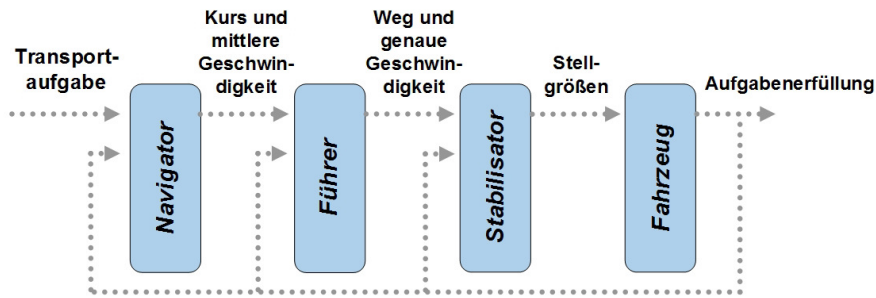 Transport-
aufgabe
Kurs und
mittlere
Geschwin-
digkeit
Weg und
genaue
Geschwin-
digkeit
Stell-
größen
Aufgabenerfüllung
Navigator
Führer
Stabilisator
Fahrzeug